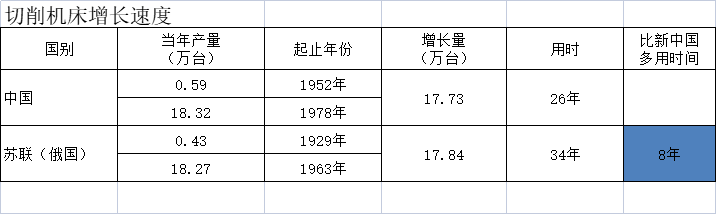 切削机床增长速度
国别 当年产量（万台） 起止年份 增长量（万台） 用时 比新中国多用时间
中国 0.59 1952年 17.73 26年
18.32 1978年
苏联（俄国） 0.43 1929年 17.84 34年 8年
18.27 1963年